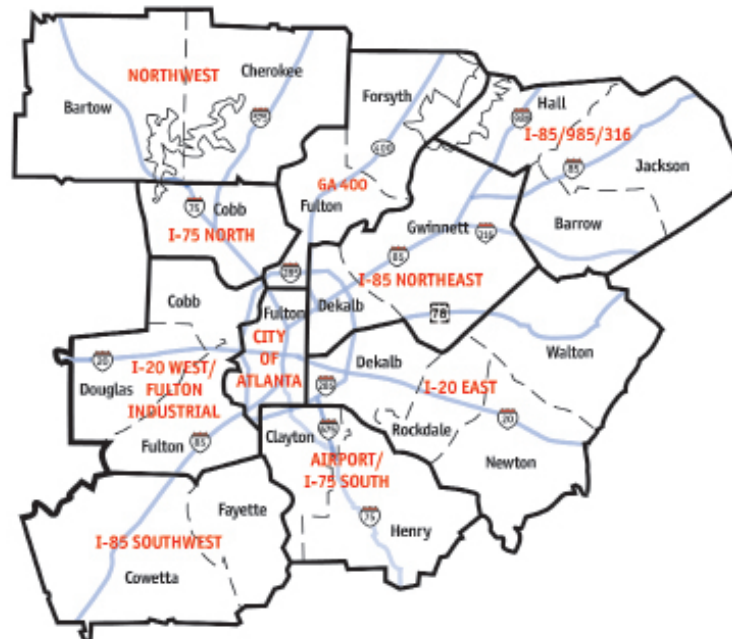 NORTHWEST
Cherokee
Bartow
575
Forsyth
400
GA 400
Fulton
985
Hall
I-85/985/316
85
Jackson
Barrow
75
Cobb
I-75 NORTH
Gwinnett
316
85
I-85 NORTHEAST
285
Cobb
Fulton
Dekalb
78
CITY
OF
ATLANTA
20
Douglas
I-20 WEST/
FULTON
INDUSTRIAL
Fulton
85
Dekalb
Walton
285
I-20 EAST
Rockdale
20
Newton
Clayton
675
AIRPORT/
I-75 SOUTH
75
Henry
Fayette
I-85 SOUTHWEST
Cowetta